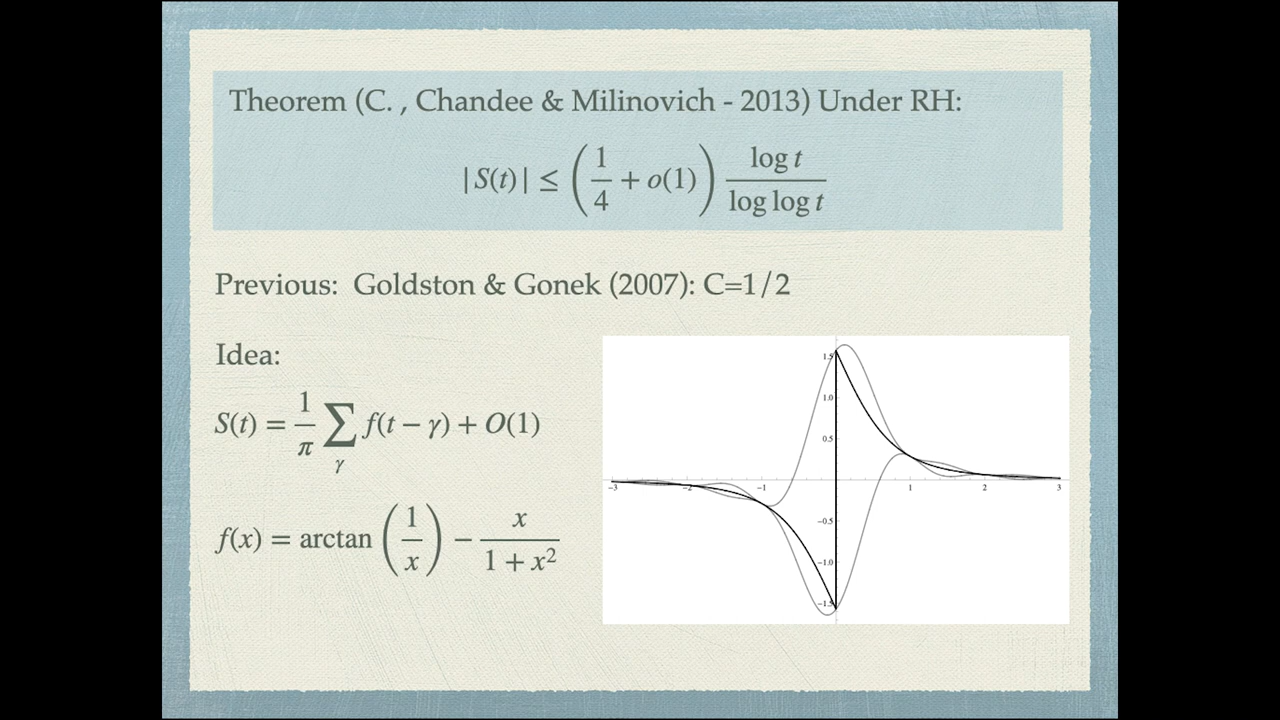 Theorem (C. , Chandee & Milinovich - 2013) Under RH:
|S(t)| ≤ (1/4 + o(1)) log t / log log t
Previous: Goldston & Gonek (2007): C=1/2
Idea:
S(t) = 1/π ∑_γ f(t − γ) + O(1)
f(x) = arctan (1/x) − x/(1 + x²)
1.5
1.0
0.5
−3 −2 −1 1 2 3
−0.5
−1.0
−1.5